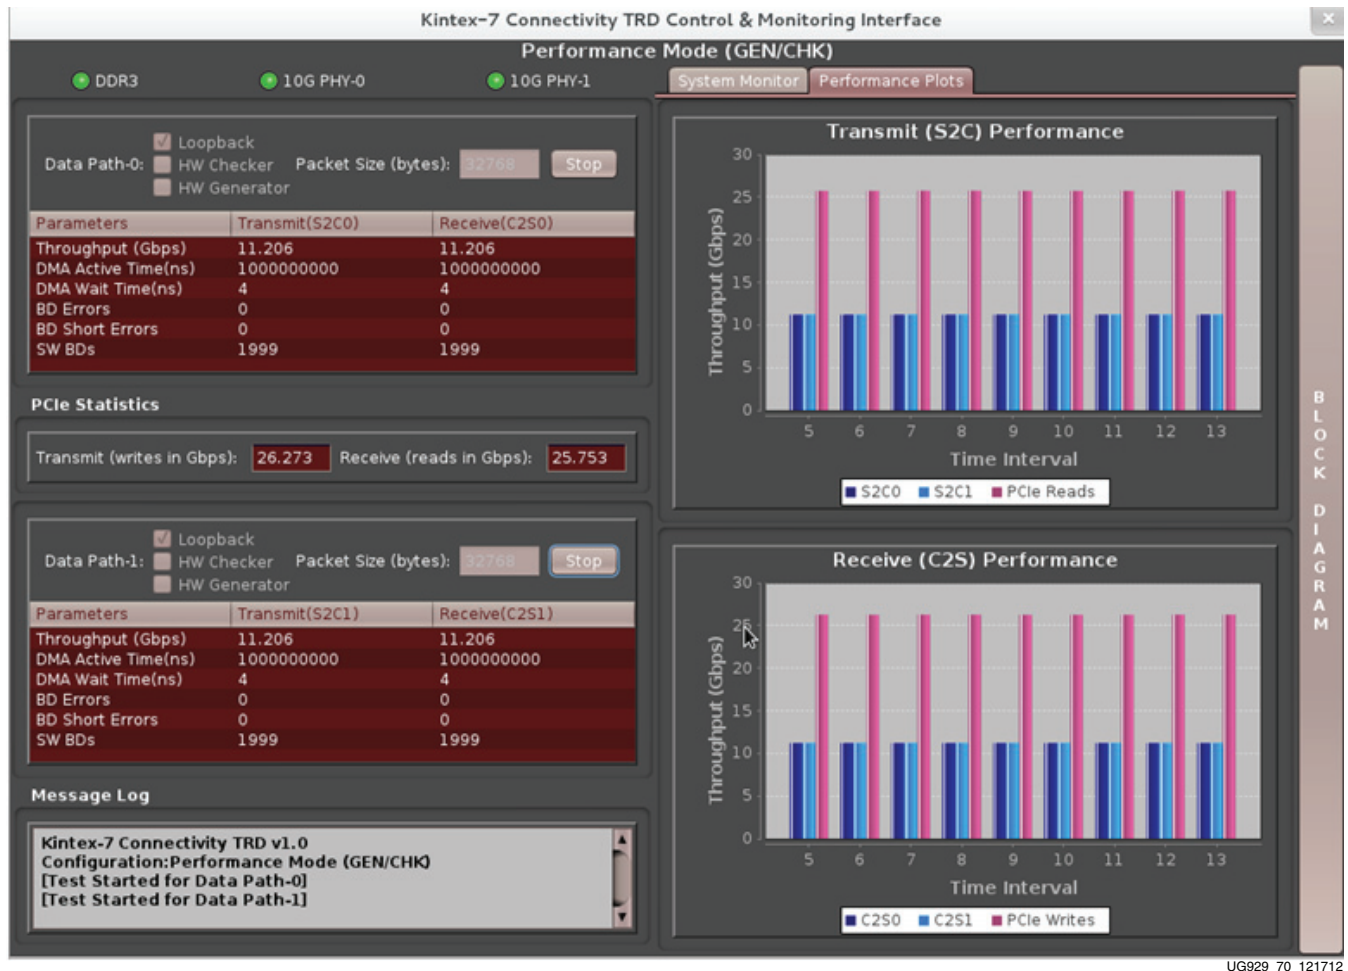 Kintex-7 Connectivity TRD Control & Monitoring Interface
Performance Mode (GEN/CHK)
DDR3 10G PHY-0 10G PHY-1
System Monitor Performance Plots
Loopback
Data Path-0: HW Checker Packet Size (bytes): 32768 Stop
HW Generator
Parameters Transmit(S2C0) Receive(C2S0)
Throughput (Gbps) 11.206 11.206
DMA Active Time(ns) 1000000000 1000000000
DMA Wait Time(ns) 4 4
BD Errors 0 0
BD Short Errors 0 0
SW BDs 1999 1999
PCIe Statistics
Transmit (writes in Gbps): 26.273 Receive (reads in Gbps): 25.753
Loopback
Data Path-1: HW Checker Packet Size (bytes): 32768 Stop
HW Generator
Parameters Transmit(S2C1) Receive(C2S1)
Throughput (Gbps) 11.206 11.206
DMA Active Time(ns) 1000000000 1000000000
DMA Wait Time(ns) 4 4
BD Errors 0 0
BD Short Errors 0 0
SW BDs 1999 1999
Message Log
Kintex-7 Connectivity TRD v1.0
Configuration:Performance Mode (GEN/CHK)
[Test Started for Data Path-0]
[Test Started for Data Path-1]
Transmit (S2C) Performance
Throughput (Gbps)
30
25
20
15
10
5
0
5 6 7 8 9 10 11 12 13
Time Interval
S2C0 S2C1 PCIe Reads
Receive (C2S) Performance
Throughput (Gbps)
30
25
20
15
10
5
0
5 6 7 8 9 10 11 12 13
Time Interval
C2S0 C2S1 PCIe Writes
BLOCK DIAGRAM
UG929_70_121712